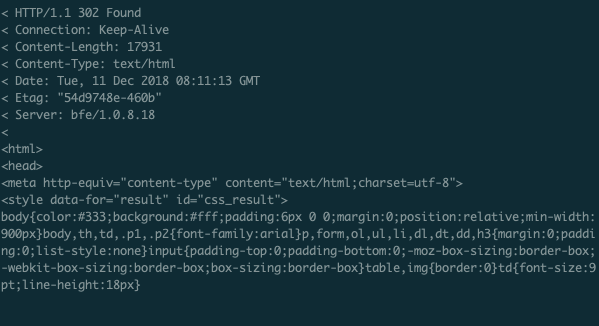 < HTTP/1.1 302 Found
< Connection: Keep-Alive
< Content-Length: 17931
< Content-Type: text/html
< Date: Tue, 11 Dec 2018 08:11:13 GMT
< Etag: "54d9748e-460b"
< Server: bfe/1.0.8.18
<
<html>
<head>
<meta http-equiv="content-type" content="text/html;charset=utf-8">
<style data-for="result" id="css_result">
body{color:#333;background:#fff;padding:6px 0 0;margin:0;position:relative;min-width:
900px}body,th,td,.p1,.p2{font-family:arial}p,form,ol,ul,li,dl,dt,dd,h3{margin:0;paddi
ng:0;list-style:none}input{padding-top:0;padding-bottom:0;-moz-box-sizing:border-box;
-webkit-box-sizing:border-box;box-sizing:border-box}table,img{border:0}td{font-size:9
pt;line-height:18px}